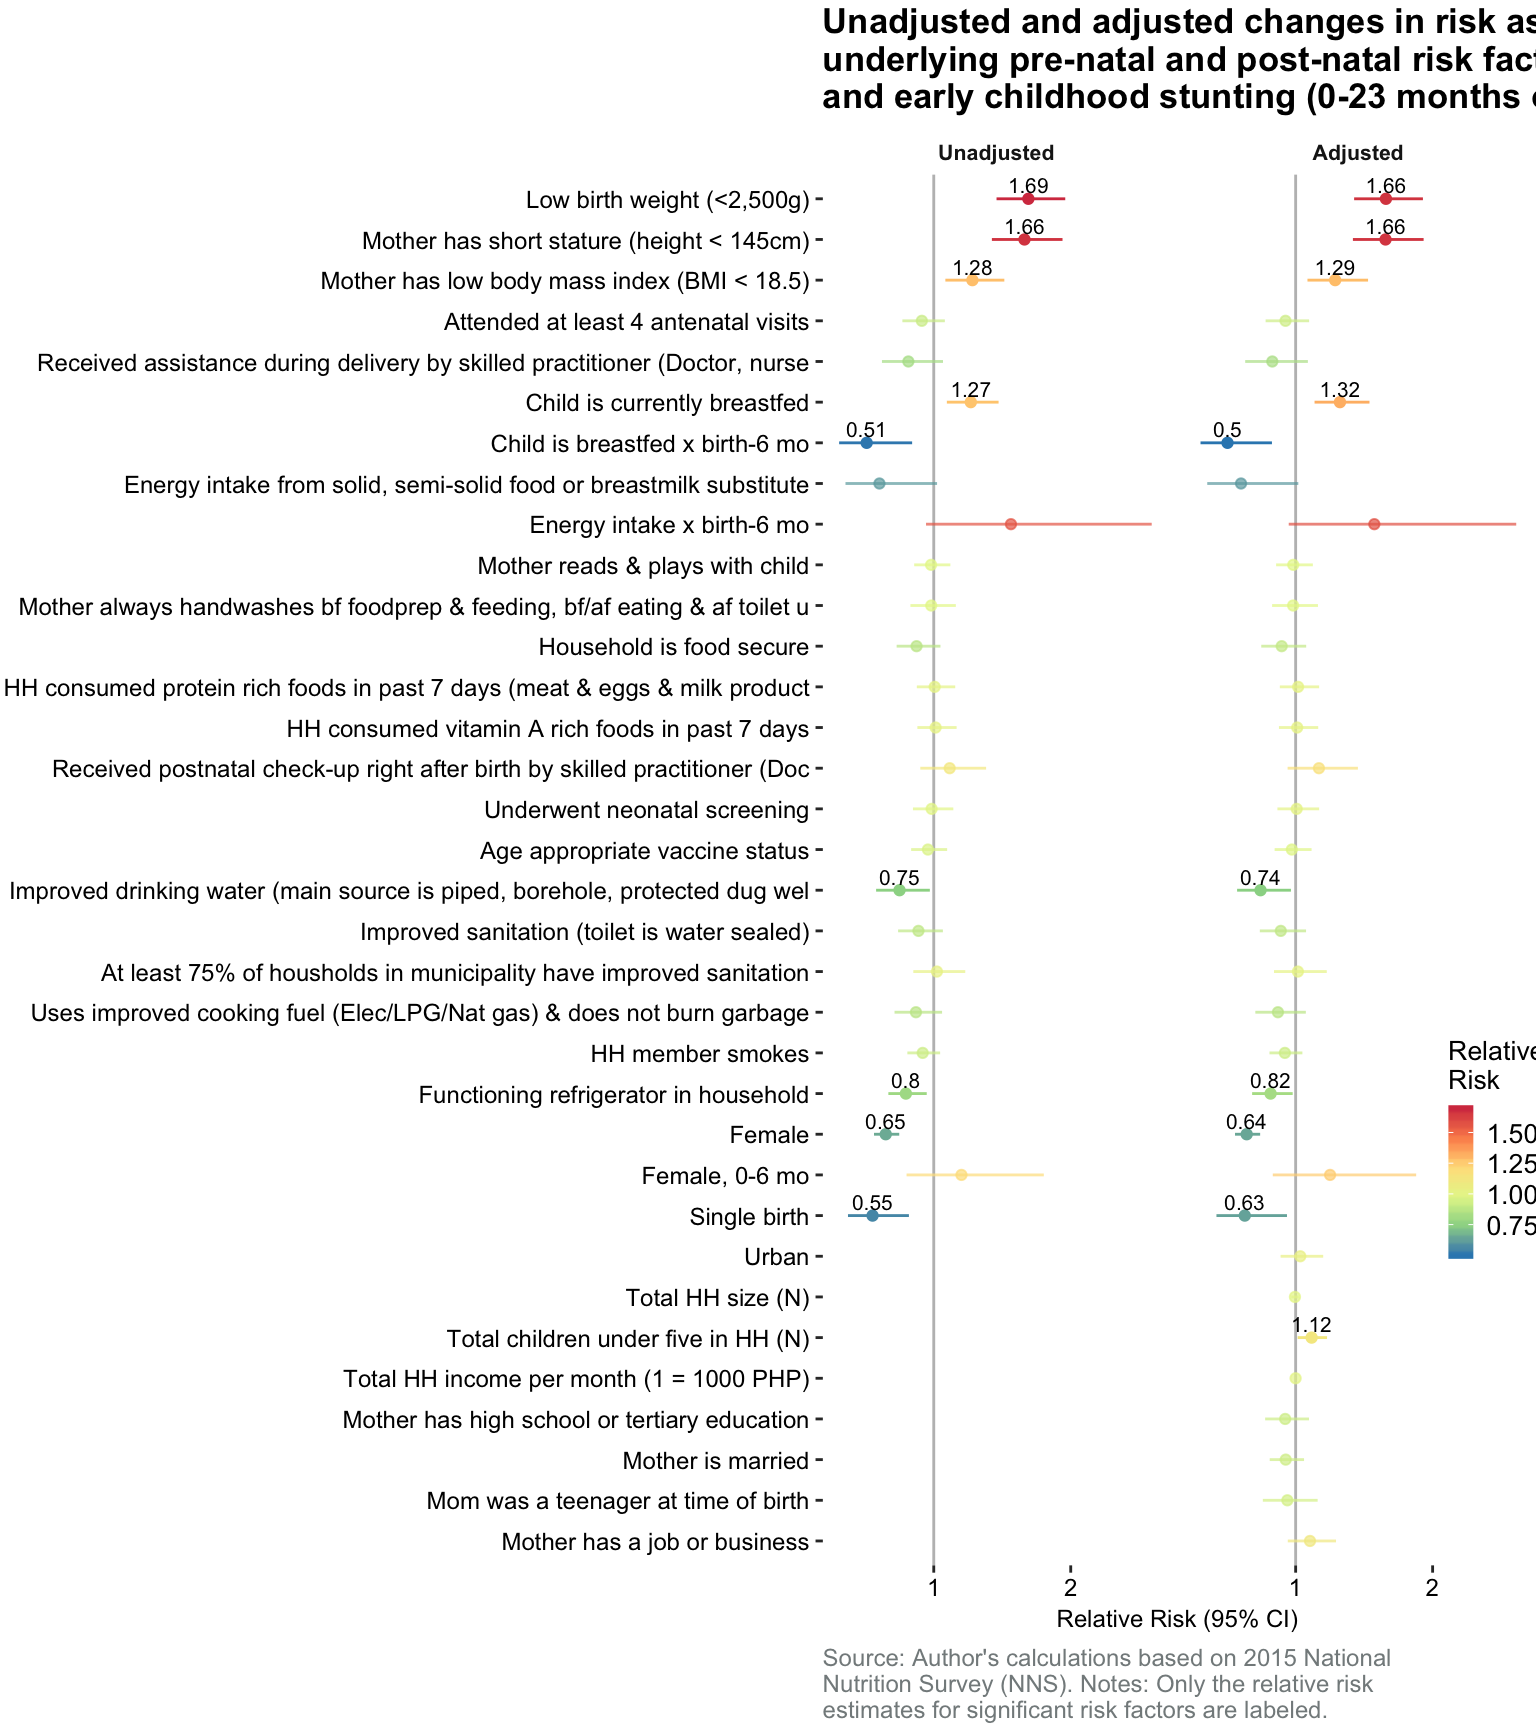 Unadjusted and adjusted changes in risk as
underlying pre-natal and post-natal risk fact
and early childhood stunting (0-23 months
Unadjusted Adjusted
Low birth weight (<2,500g) 1.69 1.66
Mother has short stature (height < 145cm) 1.66 1.66
Mother has low body mass index (BMI < 18.5) 1.28 1.29
Attended at least 4 antenatal visits
Received assistance during delivery by skilled practitioner (Doctor, nurse
Child is currently breastfed 1.27 1.32
Child is breastfed x birth-6 mo 0.51 0.5
Energy intake from solid, semi-solid food or breastmilk substitute
Energy intake x birth-6 mo
Mother reads & plays with child
Mother always handwashes bf foodprep & feeding, bf/af eating & af toilet u
Household is food secure
HH consumed protein rich foods in past 7 days (meat & eggs & milk product
HH consumed vitamin A rich foods in past 7 days
Received postnatal check-up right after birth by skilled practitioner (Doc
Underwent neonatal screening
Age appropriate vaccine status
Improved drinking water (main source is piped, borehole, protected dug wel 0.75 0.74
Improved sanitation (toilet is water sealed)
At least 75% of housholds in municipality have improved sanitation
Uses improved cooking fuel (Elec/LPG/Nat gas) & does not burn garbage
HH member smokes
Functioning refrigerator in household 0.8 0.82
Female 0.65 0.64
Female, 0-6 mo
Single birth 0.55 0.63
Urban
Total HH size (N)
Total children under five in HH (N) 1.12
Total HH income per month (1 = 1000 PHP)
Mother has high school or tertiary education
Mother is married
Mom was a teenager at time of birth
Mother has a job or business
1 2 1 2
Relative Risk (95% CI)
Relative
Risk
1.50
1.25
1.00
0.75
Source: Author's calculations based on 2015 National
Nutrition Survey (NNS). Notes: Only the relative risk
estimates for significant risk factors are labeled.